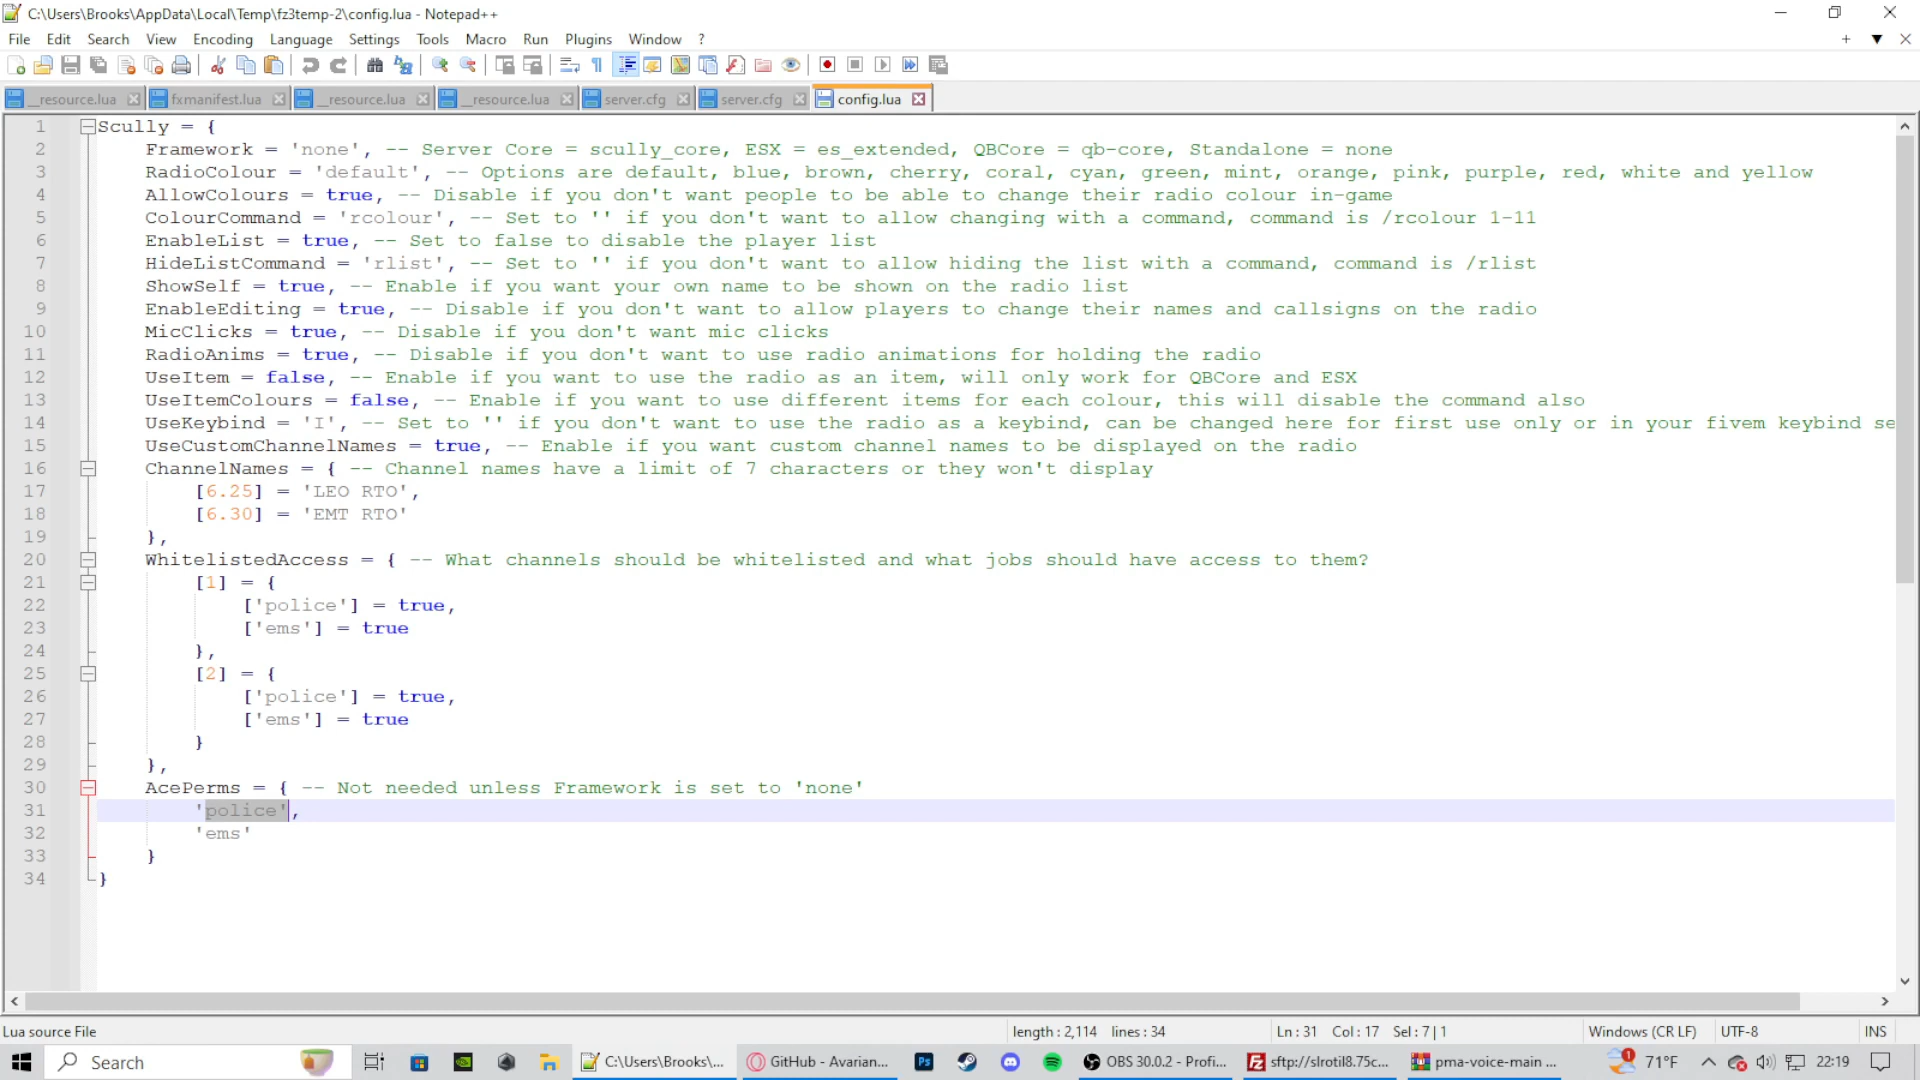 C:\Users\Brooks\AppData\Local\Temp\fz3temp-2\config.lua - Notepad++
File Edit Search View Encoding Language Settings Tools Macro Run Plugins Window ?
__resource.lua fxmanifest.lua __resource.lua __resource.lua server.cfg server.cfg config.lua
1 Scully = {
2 Framework = 'none', -- Server Core = scully_core, ESX = es_extended, QBCore = qb-core, Standalone = none
3 RadioColour = 'default', -- Options are default, blue, brown, cherry, coral, cyan, green, mint, orange, pink, purple, red, white and yellow
4 AllowColours = true, -- Disable if you don't want people to be able to change their radio colour in-game
5 ColourCommand = 'rcolour', -- Set to '' if you don't want to allow changing with a command, command is /rcolour 1-11
6 EnableList = true, -- Set to false to disable the player list
7 HideListCommand = 'rlist', -- Set to '' if you don't want to allow hiding the list with a command, command is /rlist
8 ShowSelf = true, -- Enable if you want your own name to be shown on the radio list
9 EnableEditing = true, -- Disable if you don't want to allow players to change their names and callsigns on the radio
10 MicClicks = true, -- Disable if you don't want mic clicks
11 RadioAnims = true, -- Disable if you don't want to use radio animations for holding the radio
12 UseItem = false, -- Enable if you want to use the radio as an item, will only work for QBCore and ESX
13 UseItemColours = false, -- Enable if you want to use different items for each colour, this will disable the command also
14 UseKeybind = 'I', -- Set to '' if you don't want to use the radio as a keybind, can be changed here for first use only or in your fivem keybind se
15 UseCustomChannelNames = true, -- Enable if you want custom channel names to be displayed on the radio
16 ChannelNames = { -- Channel names have a limit of 7 characters or they won't display
17 [6.25] = 'LEO RTO',
18 [6.30] = 'EMT RTO'
19 },
20 WhitelistedAccess = { -- What channels should be whitelisted and what jobs should have access to them?
21 [1] = {
22 ['police'] = true,
23 ['ems'] = true
24 },
25 [2] = {
26 ['police'] = true,
27 ['ems'] = true
28 }
29 },
30 AcePerms = { -- Not needed unless Framework is set to 'none'
31 'police',
32 'ems'
33 }
34 }
Lua source File length : 2,114 lines : 34 Ln : 31 Col : 17 Sel : 7 | 1 Windows (CR LF) UTF-8 INS
Search C:\Users\Brooks\... GitHub - Avarian... Ps OBS 30.0.2 - Profi... sftp://slrotil8.75c... pma-voice-main ... 1 71°F 22:19